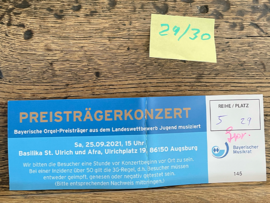 29/30
PREISTRÄGERKONZERT
Bayerische Orgel-Preisträger aus dem Landeswettbewerb Jugend musiziert
Sa, 25.09.2021, 15 Uhr
Basilika St. Ulrich und Afra, Ulrichplatz 19, 86150 Augsburg
Wir bitten die Besucher eine Stunde vor Konzertbeginn vor Ort zu sein.
Bei einer Inzidenz über 50 gilt die 3G-Regel, d.h. Besucher müssen
entweder geimpft, genesen oder negativ getestet sein.
(Bitte entsprechenden Nachweis mitbringen.)
REIHE / PLATZ
5 29
Bayerischer
Musikrat
145